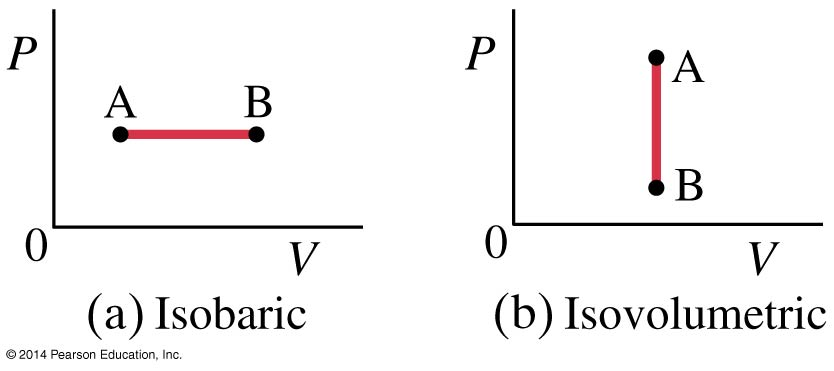 P
A
B
0
V
(a) Isobaric
P
A
B
0
V
(b) Isovolumetric
© 2014 Pearson Education, Inc.